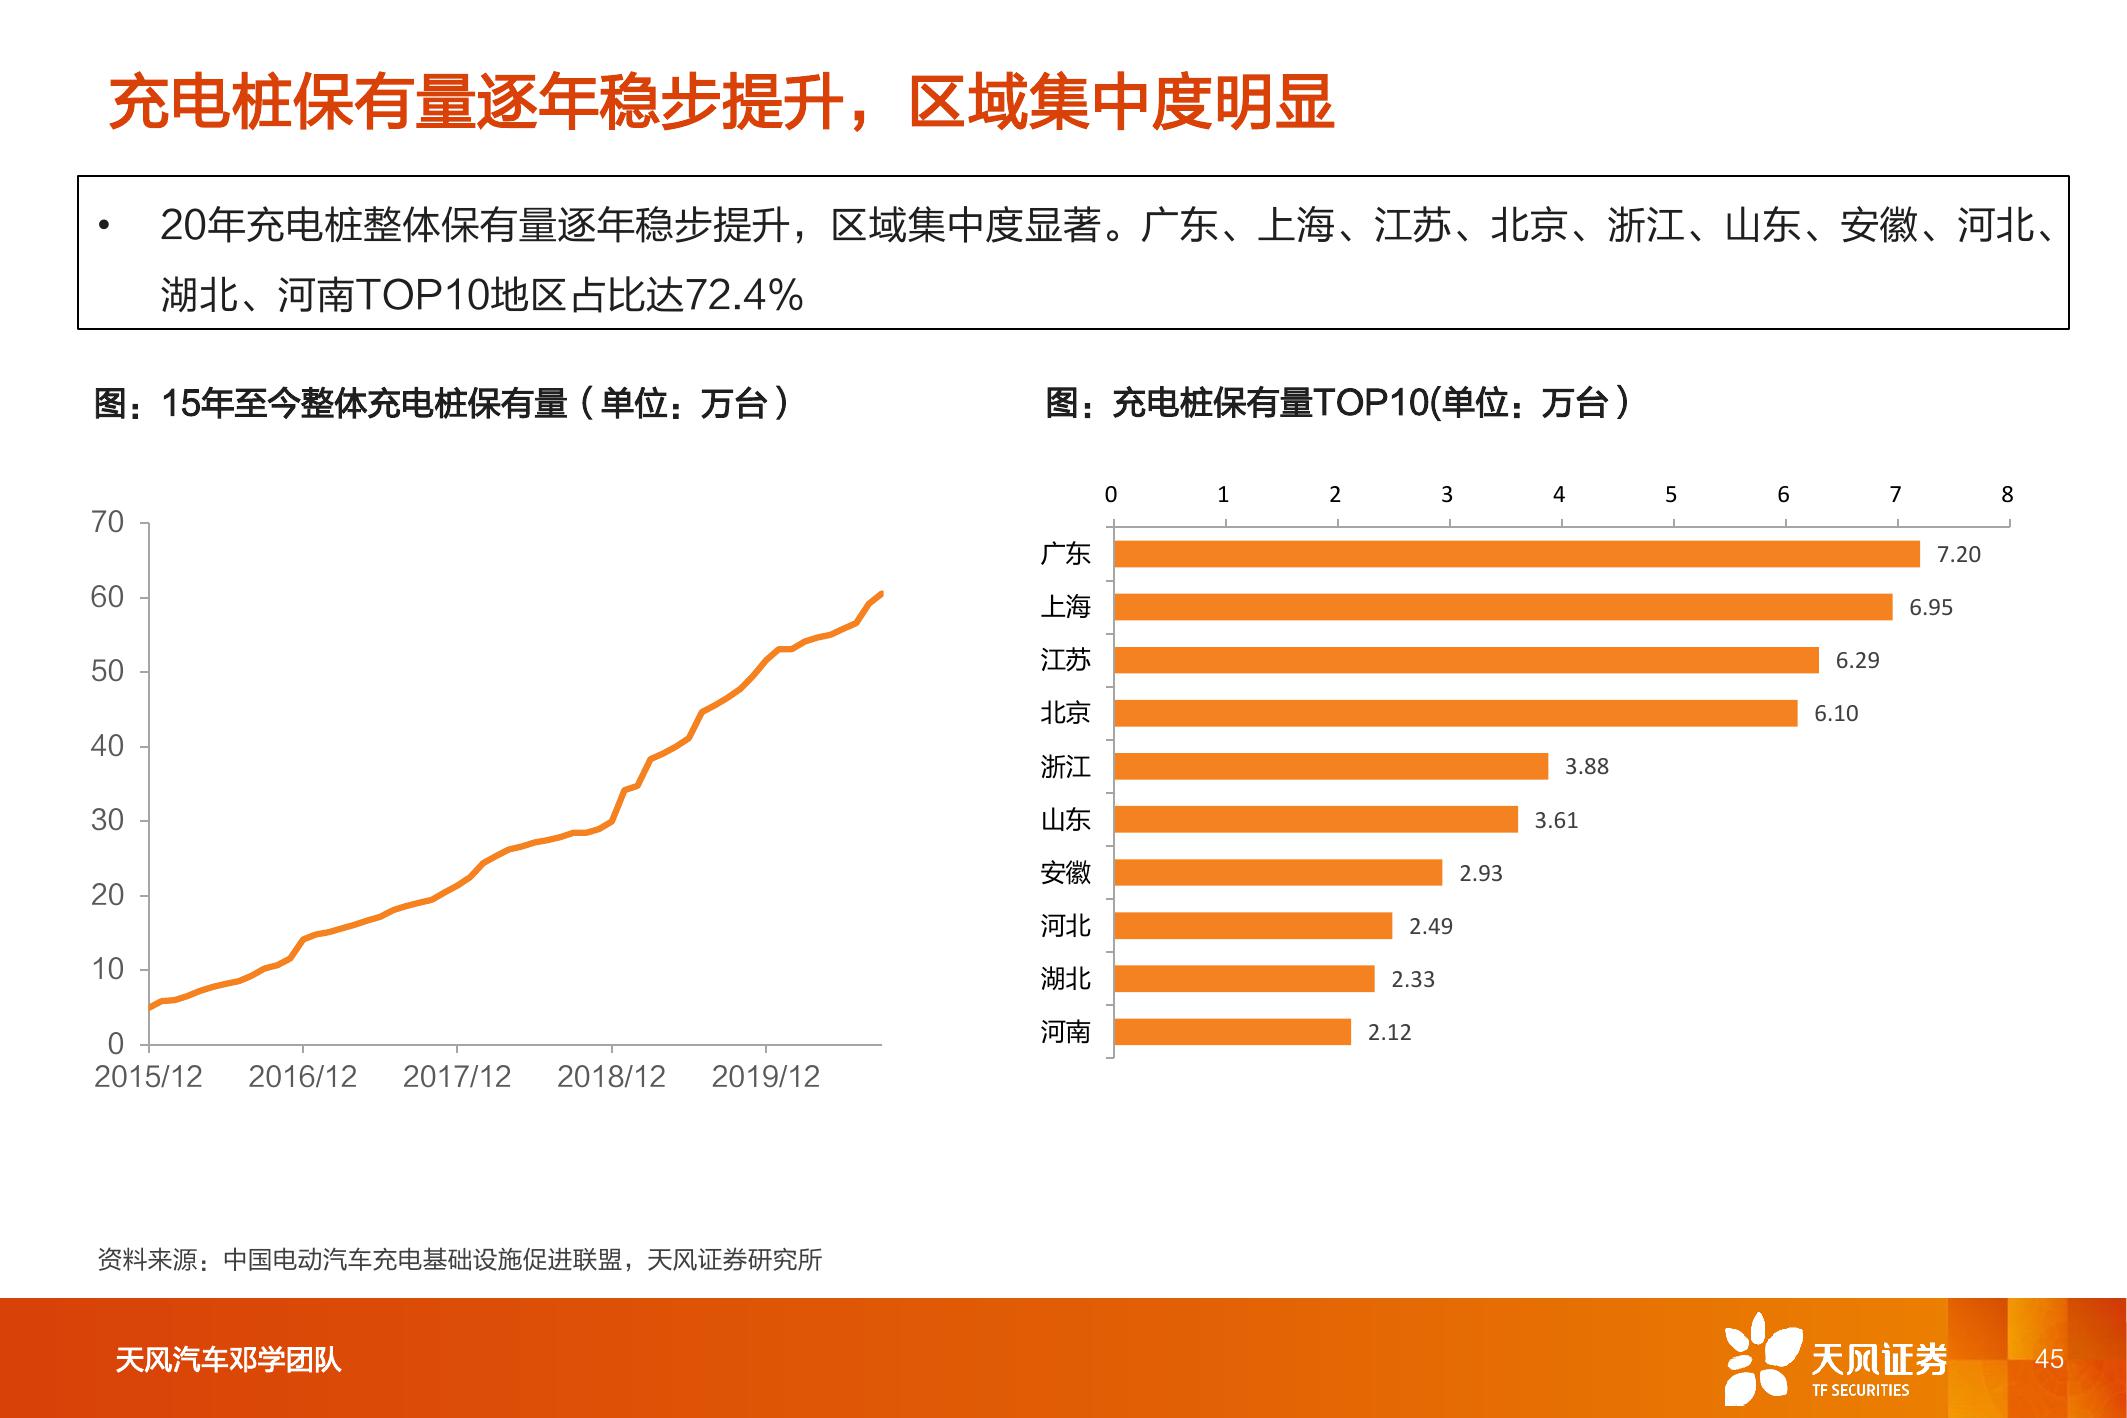 充电桩保有量逐年稳步提升，区域集中度明显
• 20年充电桩整体保有量逐年稳步提升，区域集中度显著。广东、上海、江苏、北京、浙江、山东、安徽、河北、
湖北、河南TOP10地区占比达72.4%
图：15年至今整体充电桩保有量（单位：万台）
70
60
50
40
30
20
10
0
2015/12 2016/12 2017/12 2018/12 2019/12
图：充电桩保有量TOP10(单位：万台）
0 1 2 3 4 5 6 7 8
广东 7.20
上海 6.95
江苏 6.29
北京 6.10
浙江 3.88
山东 3.61
安徽 2.93
河北 2.49
湖北 2.33
河南 2.12
资料来源：中国电动汽车充电基础设施促进联盟，天风证券研究所
天风汽车邓学团队
天风证券
TF SECURITIES
45